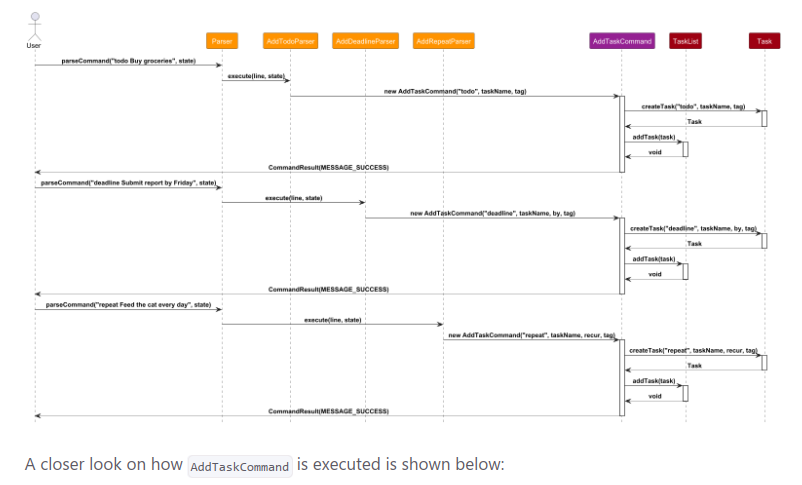 User
Parser AddTodoParser AddDeadlineParser AddRepeatParser AddTaskCommand TaskList Task
parseCommand("todo Buy groceries", state)
execute(line, state)
new AddTaskCommand("todo", taskName, tag)
createTask("todo", taskName, tag)
Task
addTask(task)
void
CommandResult(MESSAGE_SUCCESS)
parseCommand("deadline Submit report by Friday", state)
execute(line, state)
new AddTaskCommand("deadline", taskName, by, tag)
createTask("deadline", taskName, by, tag)
Task
addTask(task)
void
CommandResult(MESSAGE_SUCCESS)
parseCommand("repeat Feed the cat every day", state)
execute(line, state)
new AddTaskCommand("repeat", taskName, recur, tag)
createTask("repeat", taskName, recur, tag)
Task
addTask(task)
void
CommandResult(MESSAGE_SUCCESS)
A closer look on how AddTaskCommand is executed is shown below: